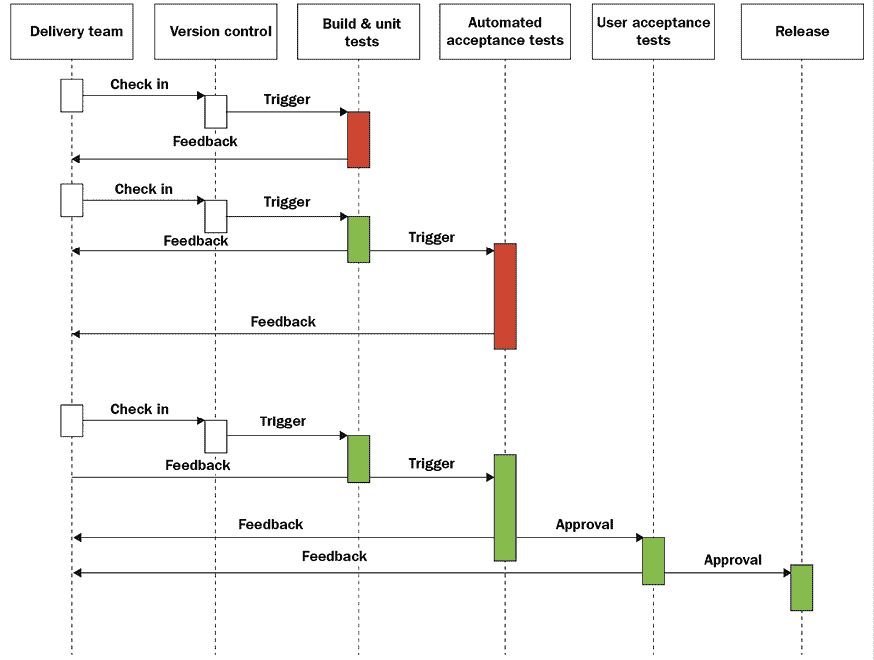 Delivery team
Version control
Build & unit
tests
Automated
acceptance tests
User acceptance
tests
Release
Check in
Trigger
Feedback
Check in
Trigger
Feedback
Trigger
Feedback
Check in
Trigger
Feedback
Trigger
Feedback
Approval
Feedback
Approval